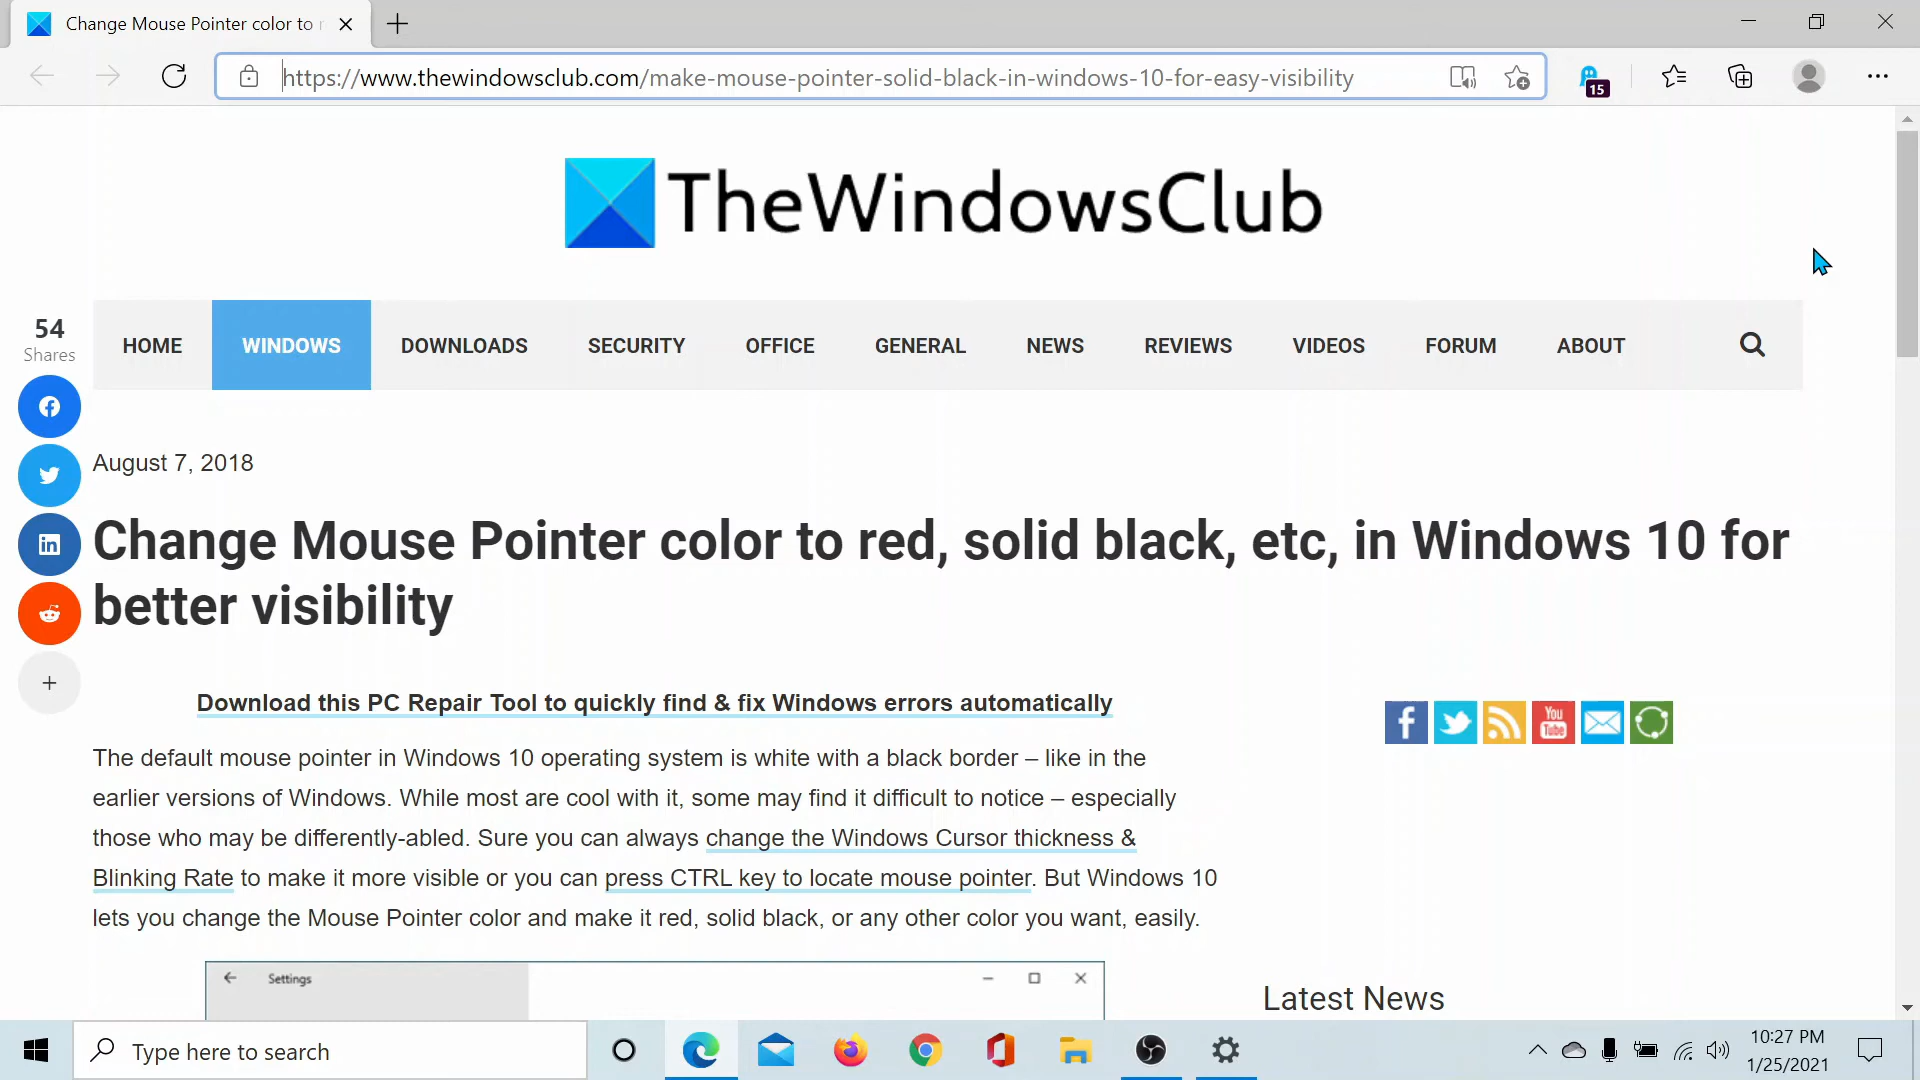 Change Mouse Pointer color to
https://www.thewindowsclub.com/make-mouse-pointer-solid-black-in-windows-10-for-easy-visibility
15
TheWindowsClub
54
Shares
HOME WINDOWS DOWNLOADS SECURITY OFFICE GENERAL NEWS REVIEWS VIDEOS FORUM ABOUT
August 7, 2018
Change Mouse Pointer color to red, solid black, etc, in Windows 10 for
better visibility
Download this PC Repair Tool to quickly find & fix Windows errors automatically
You
Tube
The default mouse pointer in Windows 10 operating system is white with a black border – like in the
earlier versions of Windows. While most are cool with it, some may find it difficult to notice – especially
those who may be differently-abled. Sure you can always change the Windows Cursor thickness &
Blinking Rate to make it more visible or you can press CTRL key to locate mouse pointer. But Windows 10
lets you change the Mouse Pointer color and make it red, solid black, or any other color you want, easily.
Settings
Latest News
Type here to search
10:27 PM
1/25/2021